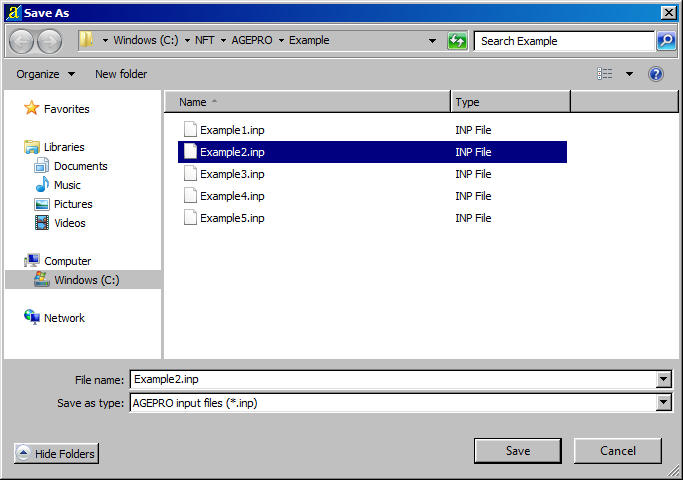 Save As
Windows (C:) NFT AGEPRO Example
Search Example
Organize New folder
Favorites
Libraries
Documents
Music
Pictures
Videos
Computer
Windows (C:)
Network
Name Type
Example1.inp INP File
Example2.inp INP File
Example3.inp INP File
Example4.inp INP File
Example5.inp INP File
File name: Example2.inp
Save as type: AGEPRO input files (*.inp)
Hide Folders Save Cancel